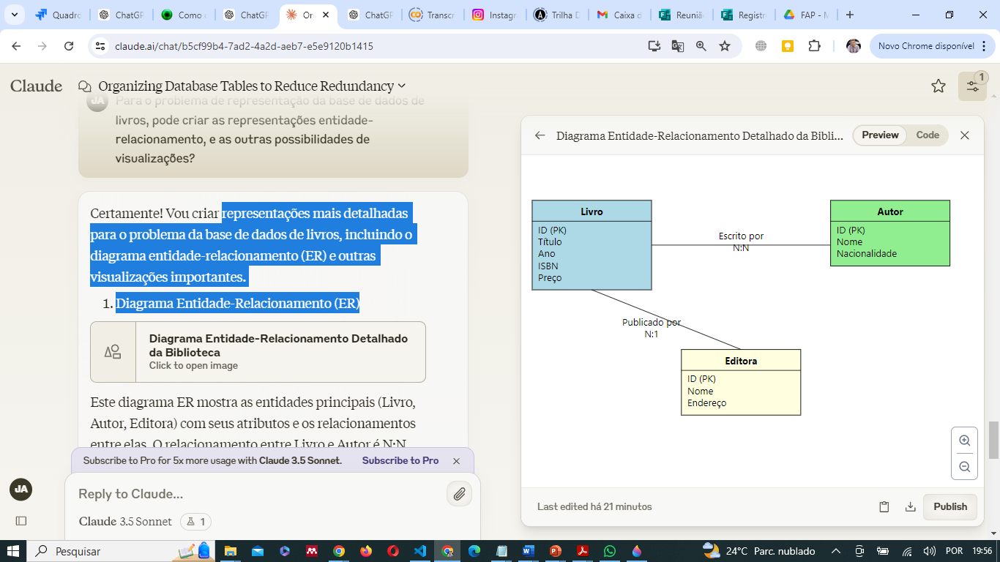 Quadro
ChatGP
Como
ChatGP
Or
ChatGP
Transcr
Instagr
Trilha D
Caixa d
Reuniã
Registr
FAP - M
claude.ai/chat/b5cf99b4-7ad2-4a2d-aeb7-e5e9120b1415
Novo Chrome disponível
Claude
Organizing Database Tables to Reduce Redundancy
1
JA
Para o problema de representação da base de dados de
livros, pode criar as representações entidade-
relacionamento, e as outras possibilidades de
visualizações?
Certamente! Vou criar representações mais detalhadas
para o problema da base de dados de livros, incluindo o
diagrama entidade-relacionamento (ER) e outras
visualizações importantes.
1. Diagrama Entidade-Relacionamento (ER)
Diagrama Entidade-Relacionamento Detalhado
da Biblioteca
Click to open image
Este diagrama ER mostra as entidades principais (Livro,
Autor, Editora) com seus atributos e os relacionamentos
entre elas. O relacionamento entre Livro e Autor é N:N
Subscribe to Pro for 5x more usage with Claude 3.5 Sonnet.
Subscribe to Pro
JA
Reply to Claude...
Claude 3.5 Sonnet
1
Diagrama Entidade-Relacionamento Detalhado da Bibli...
Preview
Code
Livro
ID (PK)
Título
Ano
ISBN
Preço
Escrito por
N:N
Autor
ID (PK)
Nome
Nacionalidade
Publicado por
N:1
Editora
ID (PK)
Nome
Endereço
Last edited há 21 minutos
Publish
Pesquisar
24°C Parc. nublado
POR
19:56